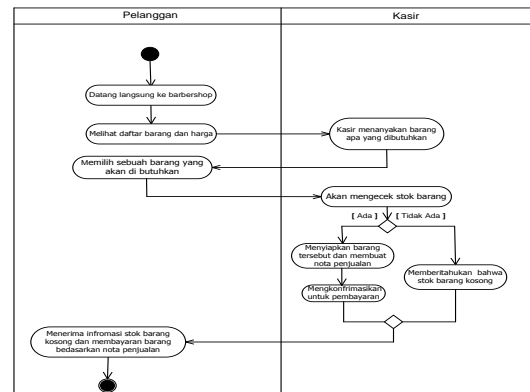 Pelanggan
Kasir
Datang langsung ke barbershop
Melihat daftar barang dan harga
Kasir menanyakan barang
apa yang dibutuhkan
Memilih sebuah barang yang
akan di butuhkan
Akan mengecek stok barang
[ Ada ]
[ Tidak Ada ]
Menyiapkan barang
tersebut dan membuat
nota penjualan
Memberitahukan bahwa
stok barang kosong
Mengkonfrimasikan
untuk pembayaran
Menerima infromasi stok barang
kosong dan membayaran barang
bedasarkan nota penjualan